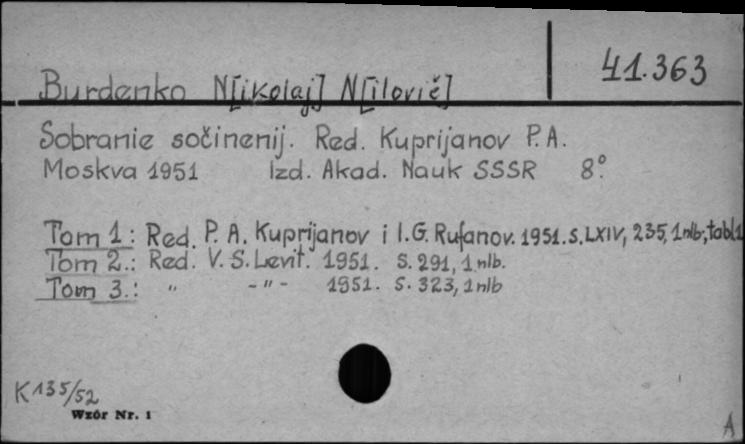 41.363
Burdenko N[ikolaj] N[ilovič]
Sobranie sočinenij. Red. Kuprijanov P.A.
Moskva 1951 Izd. Akad. Nauk SSSR 8°.
Tom 1: Red. P. A. Kuprijanov i I.G. Rufanov. 1951. S. LXIV, 235, 1 nlb, tabl.1
Tom 2.: Red. V. S. Levit. 1951. S. 291, 1 nlb.
Tom 3.: " -"- 1951. S. 323, 1 nlb
K 135/52
Wzór Nr. 1
A